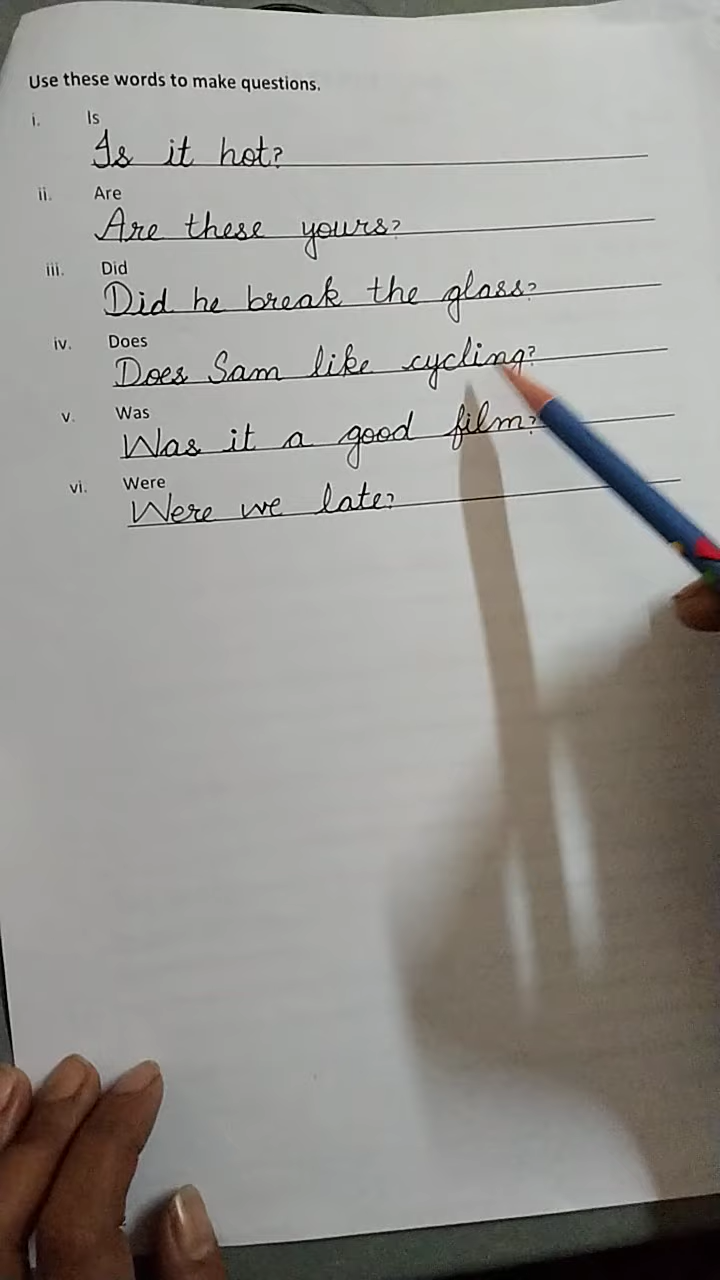 Use these words to make questions.
i. Is
Is it hot?
ii. Are
Are these yours?
iii. Did
Did he break the glass?
iv. Does
Does Sam like cycling?
v. Was
Was it a good film?
vi. Were
Were we late?